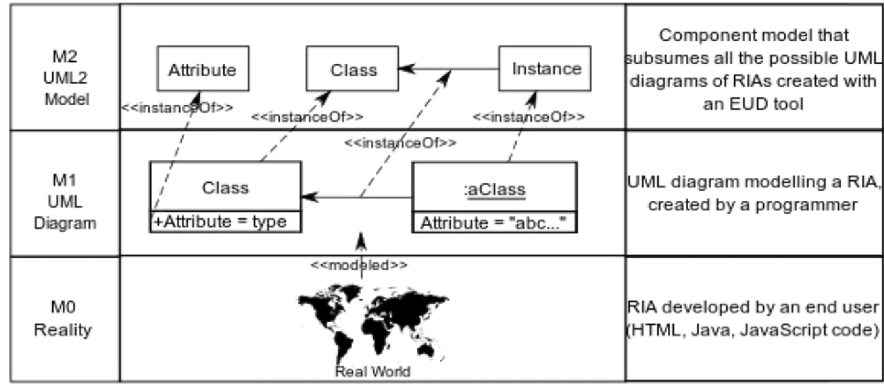 M2
UML2
Model
Attribute
Class
Instance
<<instanceOf>>
<<instanceOf>>
<<instanceOf>>
<<instanceOf>>
Component model that
subsumes all the possible UML
diagrams of RIAs created with
an EUD tool
M1
UML
Diagram
Class
+Attribute = type
:aClass
Attribute = "abc..."
UML diagram modelling a RIA,
created by a programmer
M0
Reality
<<modeled>>
Real World
RIA developed by an end user
(HTML, Java, JavaScript code)